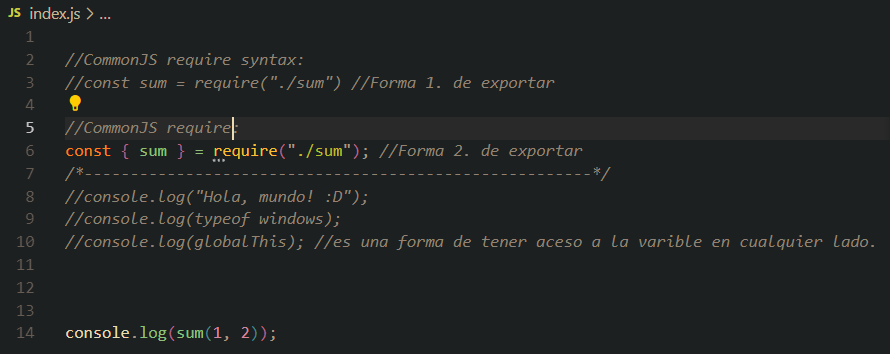 JS index.js > ...
1
2 //CommonJS require syntax:
3 //const sum = require("./sum") //Forma 1. de exportar
4
5 //CommonJS require:
6 const { sum } = require("./sum"); //Forma 2. de exportar
7 /*------------------------------------------------------*/
8 //console.log("Hola, mundo! :D");
9 //console.log(typeof windows);
10 //console.log(globalThis); //es una forma de tener aceso a la varible en cualquier lado.
11
12
13
14 console.log(sum(1, 2));